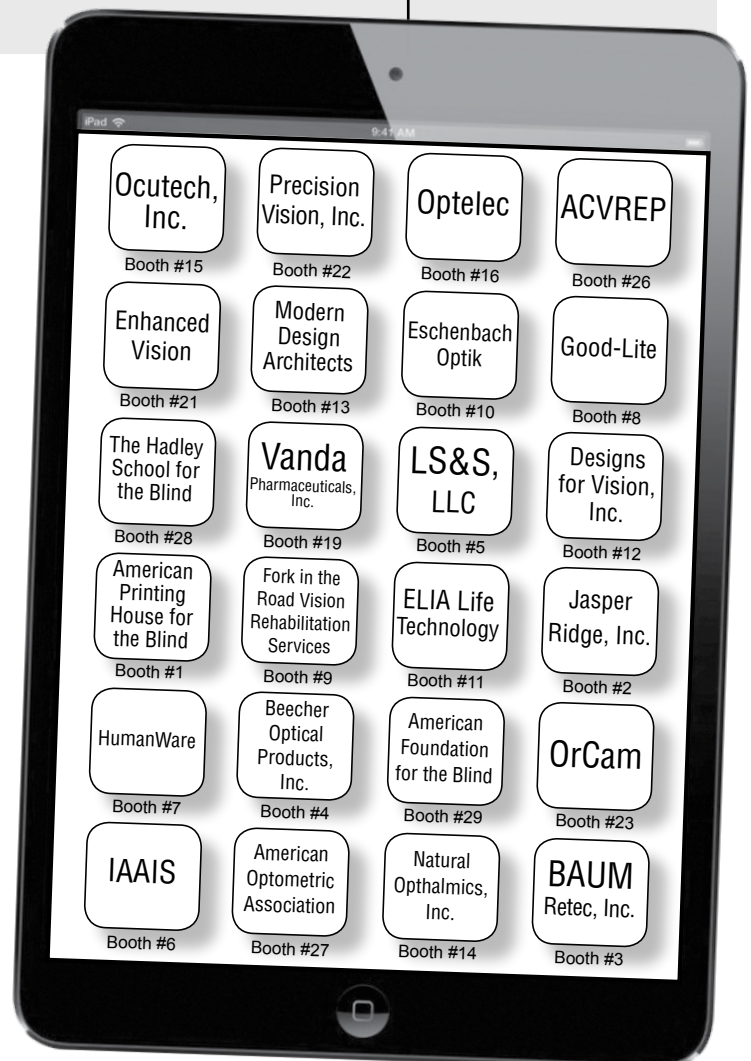 iPad
9:41 AM
Ocutech,
Inc.
Booth #15
Precision
Vision, Inc.
Booth #22
Optelec
Booth #16
ACVREP
Booth #26
Enhanced
Vision
Booth #21
Modern
Design
Architects
Booth #13
Eschenbach
Optik
Booth #10
Good-Lite
Booth #8
The Hadley
School for
the Blind
Booth #28
Vanda
Pharmaceuticals,
Inc.
Booth #19
LS&S,
LLC
Booth #5
Designs
for Vision,
Inc.
Booth #12
American
Printing
House for
the Blind
Booth #1
Fork in the
Road Vision
Rehabilitation
Services
Booth #9
ELIA Life
Technology
Booth #11
Jasper
Ridge, Inc.
Booth #2
HumanWare
Booth #7
Beecher
Optical
Products,
Inc.
Booth #4
American
Foundation
for the Blind
Booth #29
OrCam
Booth #23
IAAIS
Booth #6
American
Optometric
Association
Booth #27
Natural
Opthalmics,
Inc.
Booth #14
BAUM
Retec, Inc.
Booth #3